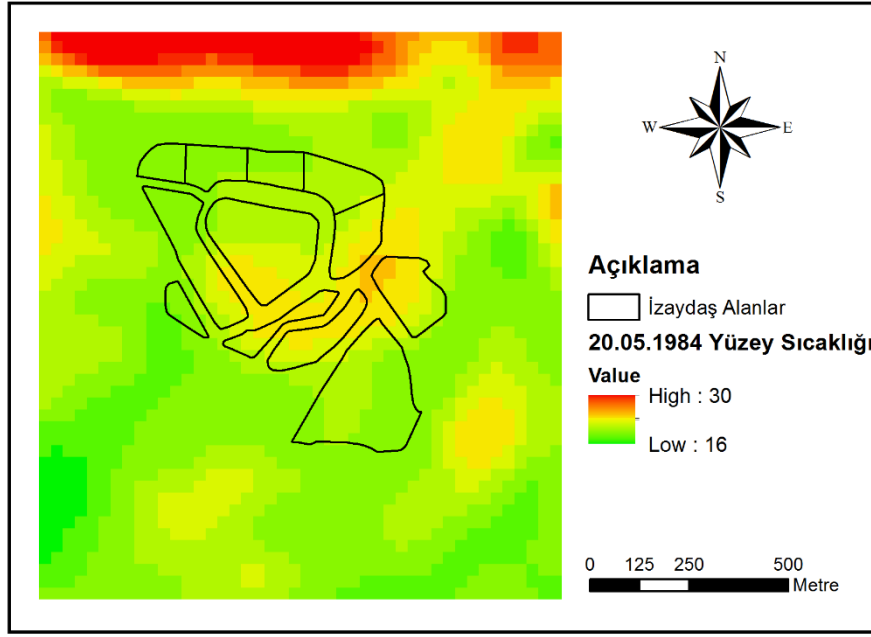 N
W E
S
Açıklama
İzaydaş Alanlar
20.05.1984 Yüzey Sıcaklığı
Value
High : 30
Low : 16
0 125 250 500
Metre